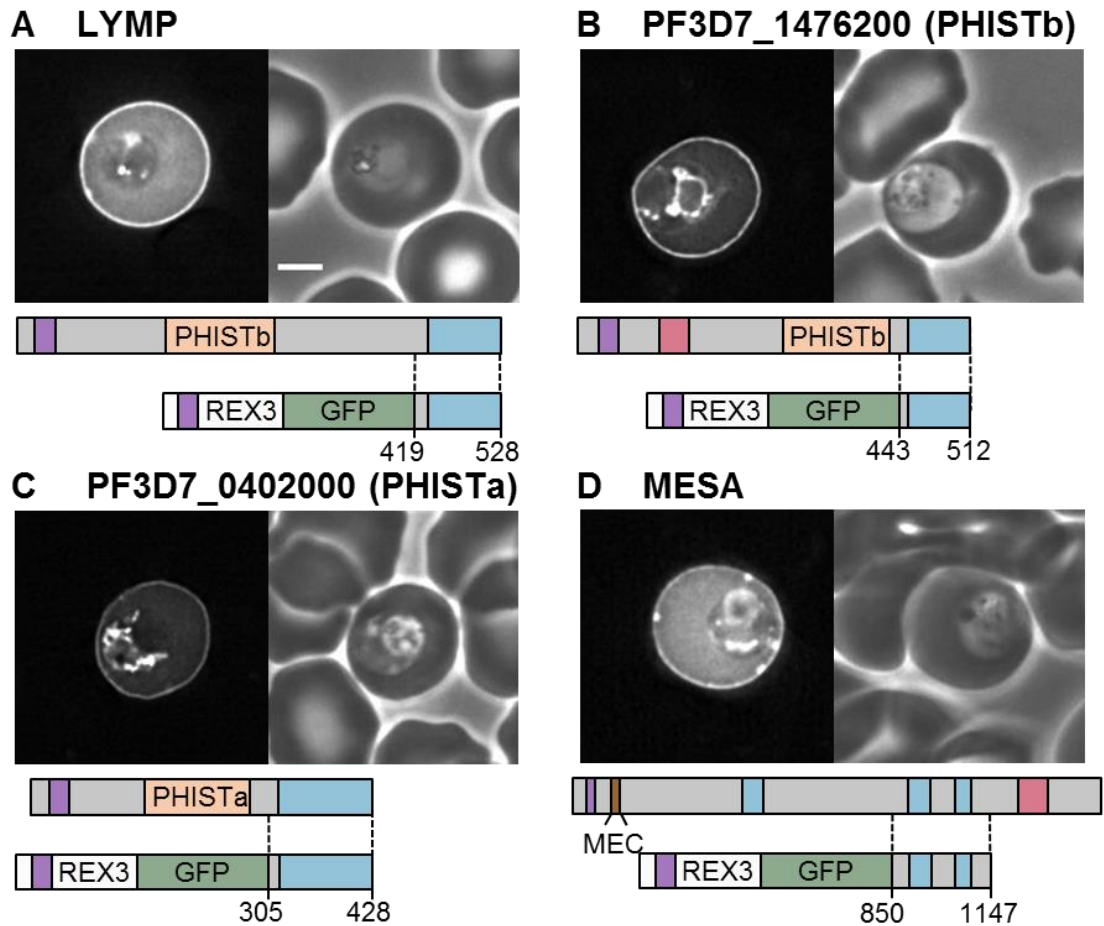 A LYMP
B PF3D7_1476200 (PHISTb)
PHISTb
REX3 GFP
419 528
PHISTb
REX3 GFP
443 512
C PF3D7_0402000 (PHISTa)
D MESA
PHISTa
REX3 GFP
305 428
MEC
REX3 GFP
850 1147